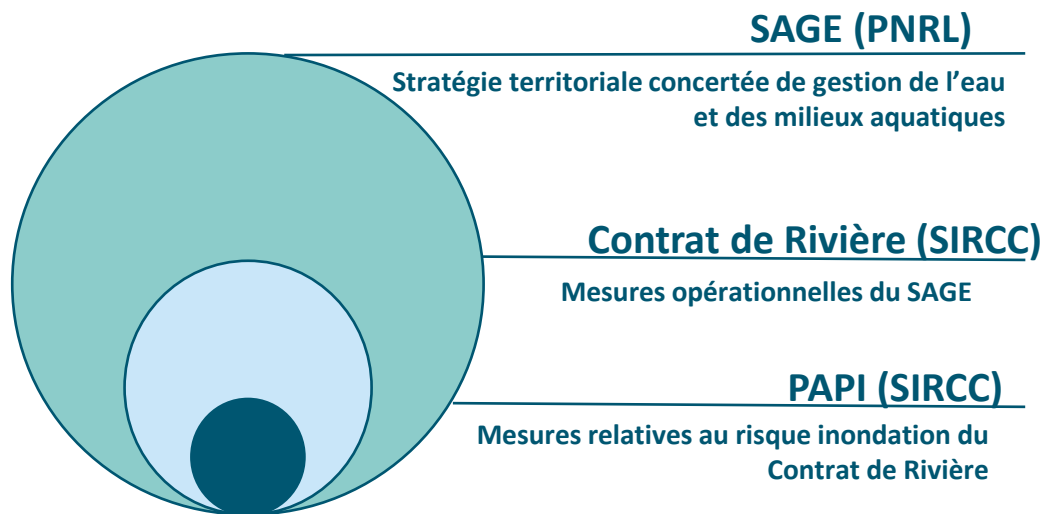 SAGE (PNRL)
Stratégie territoriale concertée de gestion de l’eau
et des milieux aquatiques
Contrat de Rivière (SIRCC)
Mesures opérationnelles du SAGE
PAPI (SIRCC)
Mesures relatives au risque inondation du
Contrat de Rivière